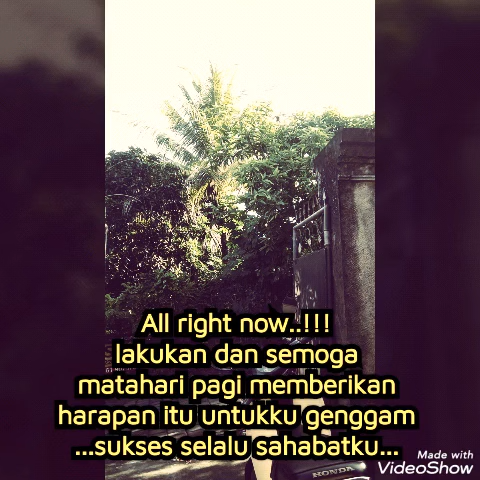 All right now..!!!
lakukan dan semoga
matahari pagi memberikan
harapan itu untukku genggam
...sukses selalu sahabatku...
HONDA
Made with
VideoShow